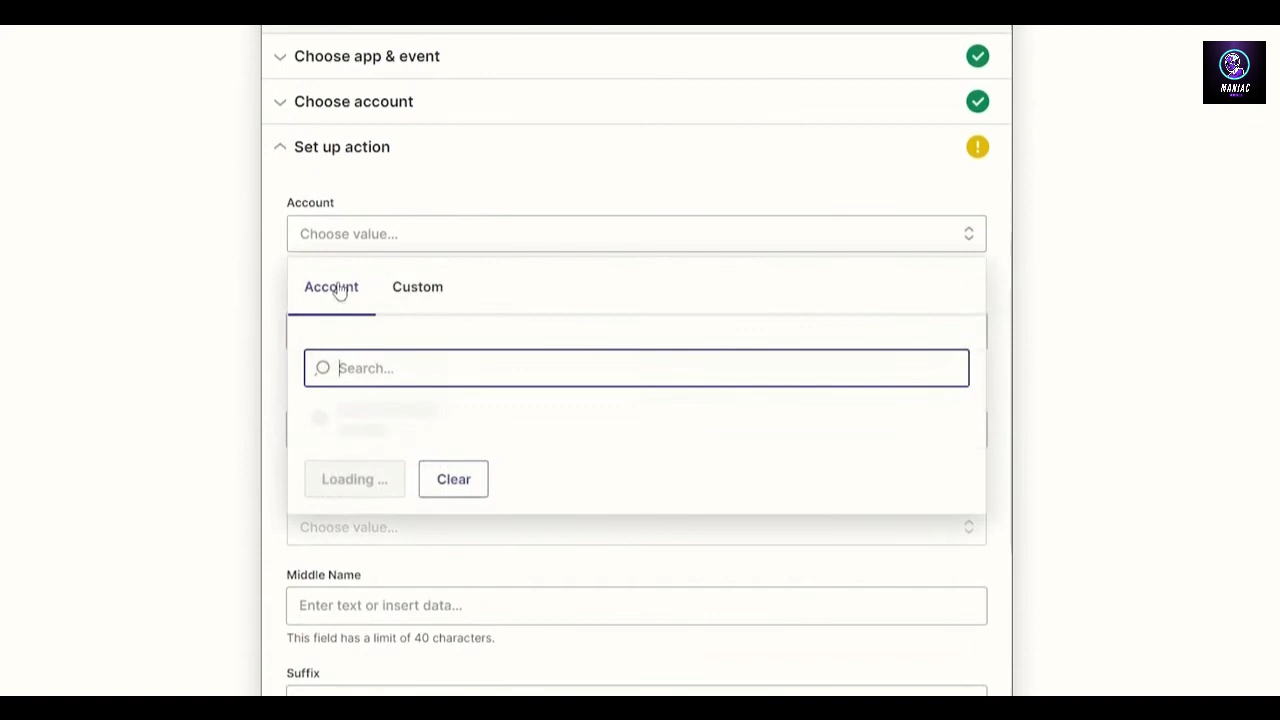 MANIAC
Choose app & event
Choose account
Set up action
!
Account
Choose value...
Account
Custom
Search...
Loading ...
Clear
Choose value...
Middle Name
Enter text or insert data...
This field has a limit of 40 characters.
Suffix